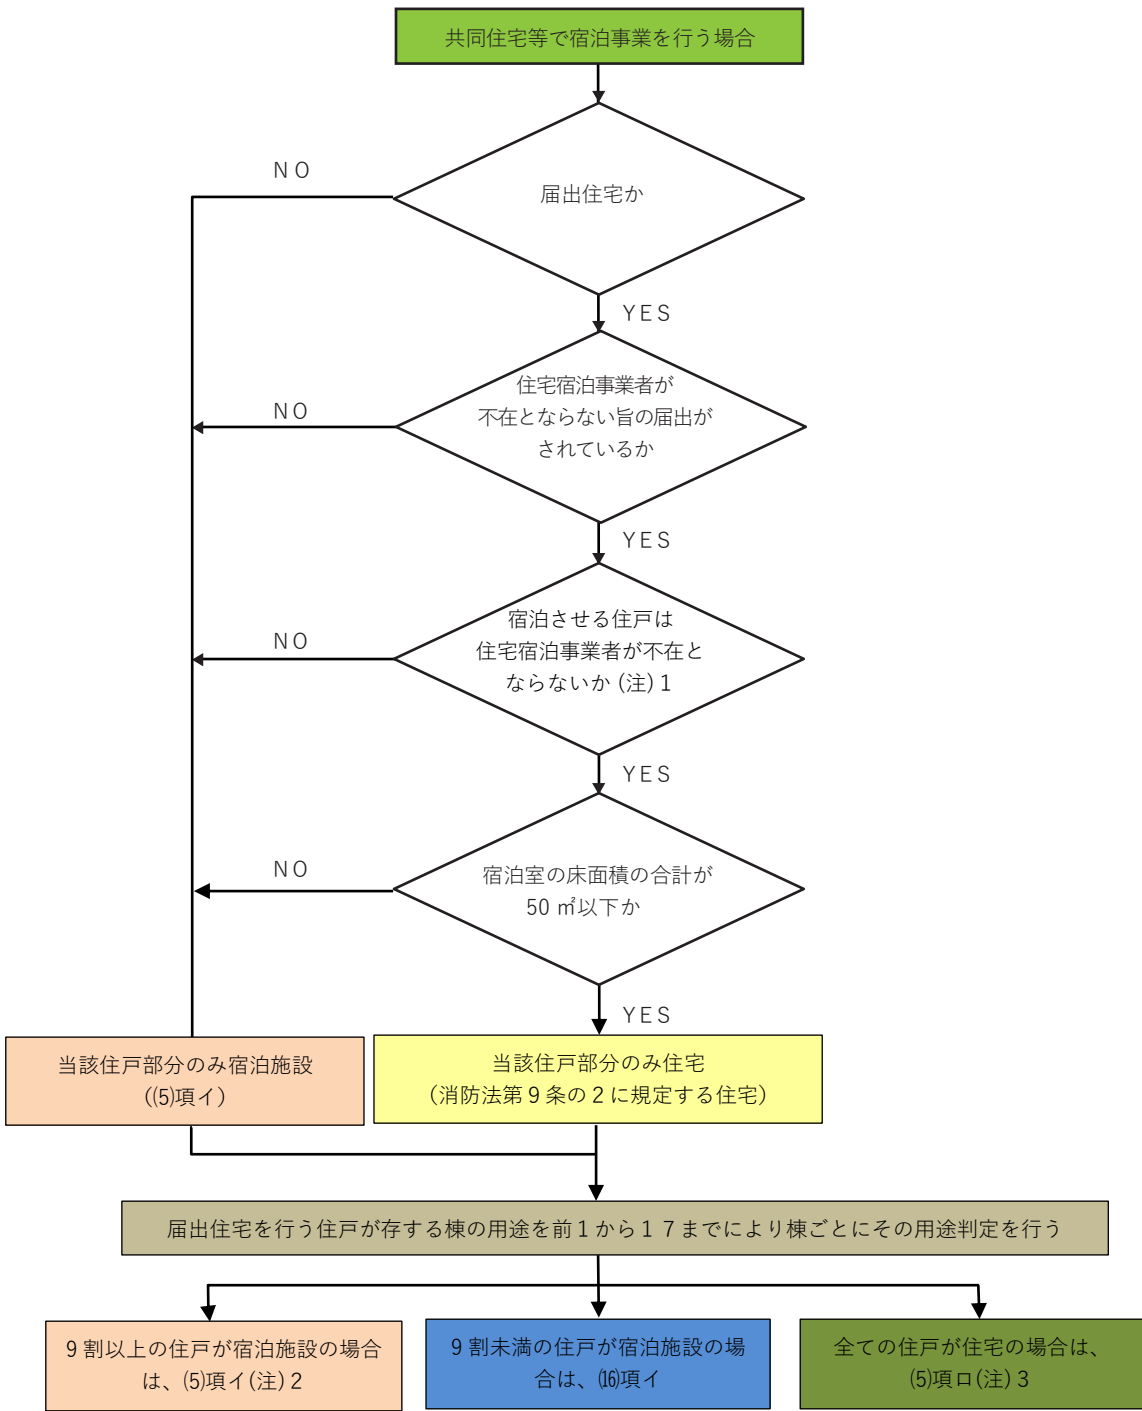 共同住宅等で宿泊事業を行う場合
NO
届出住宅か
YES
住宅宿泊事業者が
不在とならない旨の届出が
されているか
NO
YES
宿泊させる住戸は
住宅宿泊事業者が不在と
ならないか (注) 1
NO
YES
宿泊室の床面積の合計が
50 ㎡以下か
NO
YES
当該住戸部分のみ宿泊施設
(⑸項イ)
当該住戸部分のみ住宅
(消防法第 9 条の 2 に規定する住宅)
届出住宅を行う住戸が存する棟の用途を前１から１７までにより棟ごとにその用途判定を行う
9 割以上の住戸が宿泊施設の場合
は、⑸項イ(注) 2
9 割未満の住戸が宿泊施設の場
合は、⒃項イ
全ての住戸が住宅の場合は、
⑸項ロ(注) 3